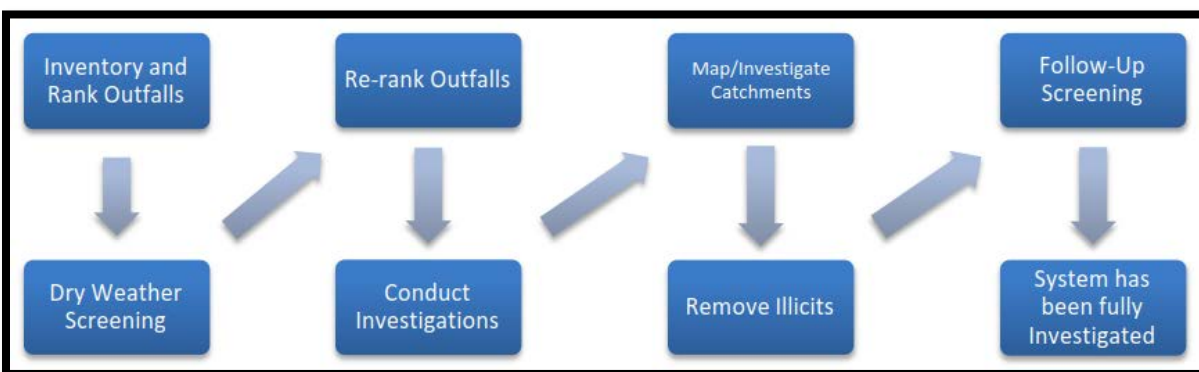 Inventory and
Rank Outfalls
Dry Weather
Screening
Re-rank Outfalls
Conduct
Investigations
Map/Investigate
Catchments
Remove Illicits
Follow-Up
Screening
System has
been fully
Investigated